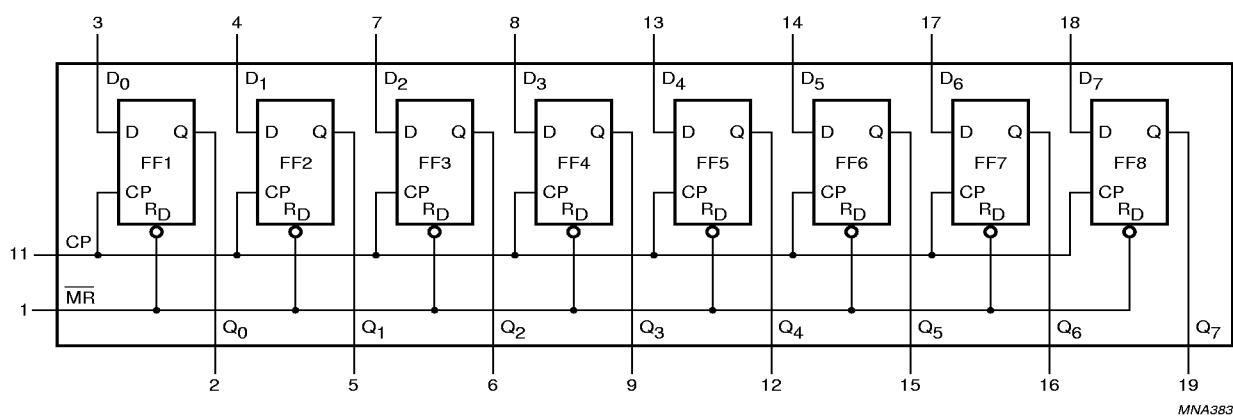 3 4 7 8 13 14 17 18
D0 D1 D2 D3 D4 D5 D6 D7
D Q D Q D Q D Q D Q D Q D Q D Q
FF1 FF2 FF3 FF4 FF5 FF6 FF7 FF8
CP CP CP CP CP CP CP CP
RD RD RD RD RD RD RD RD
11 CP
1 M̅R̅
Q0 Q1 Q2 Q3 Q4 Q5 Q6 Q7
2 5 6 9 12 15 16 19
MNA383